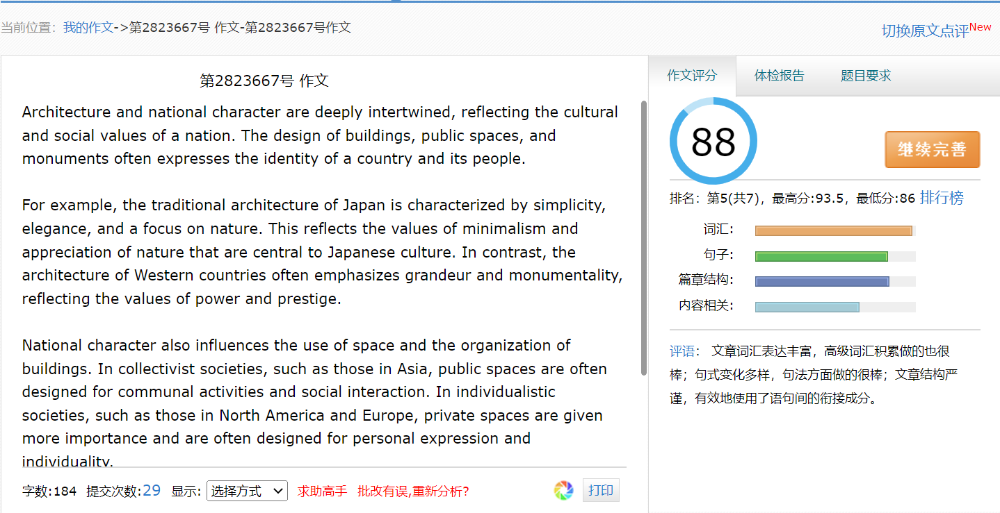 当前位置：我的作文->第2823667号 作文-第2823667号作文
切换原文点评New
第2823667号 作文
Architecture and national character are deeply intertwined, reflecting the cultural
and social values of a nation. The design of buildings, public spaces, and
monuments often expresses the identity of a country and its people.
For example, the traditional architecture of Japan is characterized by simplicity,
elegance, and a focus on nature. This reflects the values of minimalism and
appreciation of nature that are central to Japanese culture. In contrast, the
architecture of Western countries often emphasizes grandeur and monumentality,
reflecting the values of power and prestige.
National character also influences the use of space and the organization of
buildings. In collectivist societies, such as those in Asia, public spaces are often
designed for communal activities and social interaction. In individualistic
societies, such as those in North America and Europe, private spaces are given
more importance and are often designed for personal expression and
individuality.
字数:184 提交次数:29 显示: 选择方式 求助高手 批改有误,重新分析? 打印
作文评分 体检报告 题目要求
88
继续完善
排名：第5(共7)，最高分:93.5，最低分:86 排行榜
词汇:
句子:
篇章结构:
内容相关:
评语： 文章词汇表达丰富，高级词汇积累做的也很
棒；句式变化多样，句法方面做的很棒；文章结构严
谨，有效地使用了语句间的衔接成分。